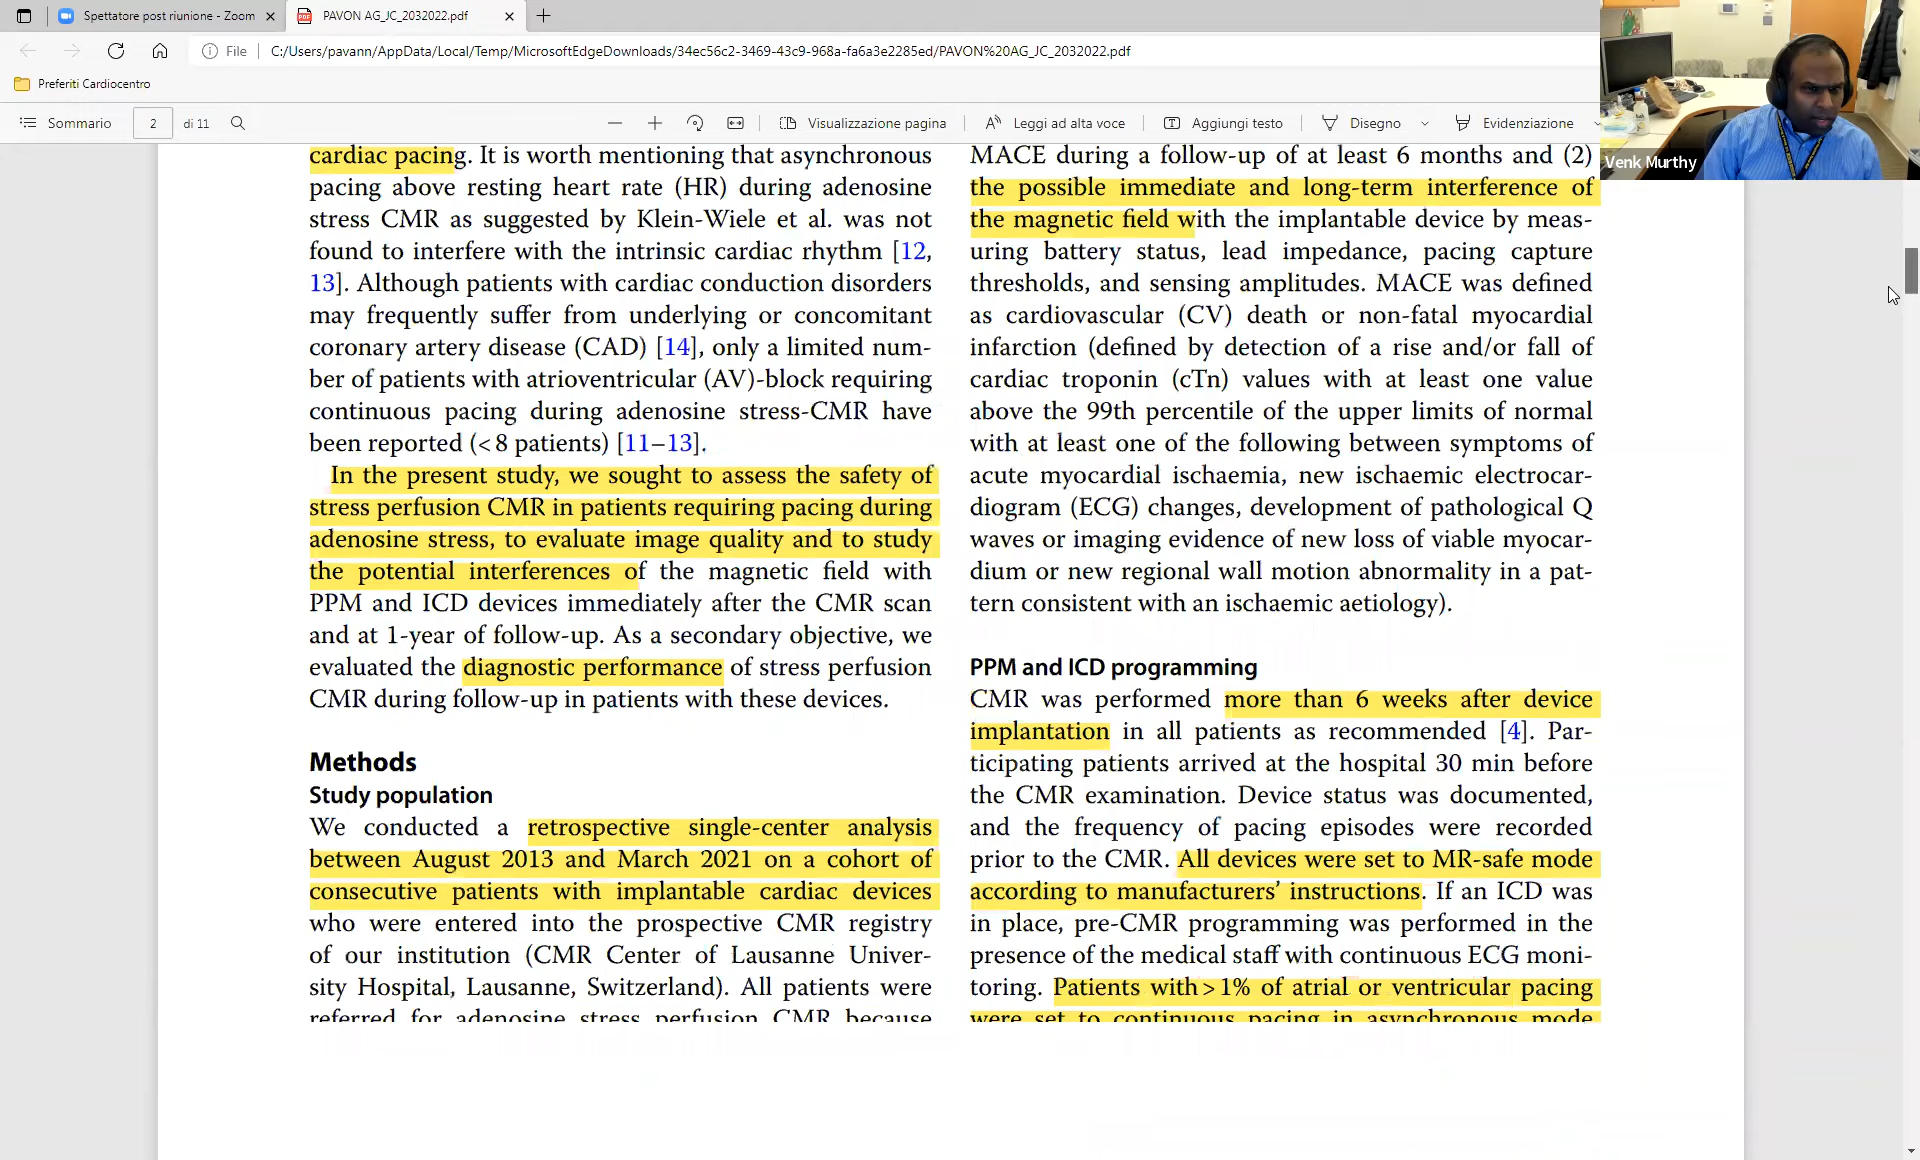 Spettatore post riunione - Zoom
PAVON AG_JC_2032022.pdf
File
C:/Users/pavann/AppData/Local/Temp/MicrosoftEdgeDownloads/34ec56c2-3469-43c9-968a-fa6a3e2285ed/PAVON%20AG_JC_2032022.pdf
Preferiti Cardiocentro
Sommario
2
di 11
Visualizzazione pagina
Leggi ad alta voce
Aggiungi testo
Disegno
Evidenziazione
Venk Murthy
cardiac pacing. It is worth mentioning that asynchronous
pacing above resting heart rate (HR) during adenosine
stress CMR as suggested by Klein-Wiele et al. was not
found to interfere with the intrinsic cardiac rhythm [12,
13]. Although patients with cardiac conduction disorders
may frequently suffer from underlying or concomitant
coronary artery disease (CAD) [14], only a limited num-
ber of patients with atrioventricular (AV)-block requiring
continuous pacing during adenosine stress-CMR have
been reported (< 8 patients) [11–13].
In the present study, we sought to assess the safety of
stress perfusion CMR in patients requiring pacing during
adenosine stress, to evaluate image quality and to study
the potential interferences of the magnetic field with
PPM and ICD devices immediately after the CMR scan
and at 1-year of follow-up. As a secondary objective, we
evaluated the diagnostic performance of stress perfusion
CMR during follow-up in patients with these devices.
Methods
Study population
We conducted a retrospective single-center analysis
between August 2013 and March 2021 on a cohort of
consecutive patients with implantable cardiac devices
who were entered into the prospective CMR registry
of our institution (CMR Center of Lausanne Univer-
sity Hospital, Lausanne, Switzerland). All patients were
referred for adenosine stress perfusion CMR because
MACE during a follow-up of at least 6 months and (2)
the possible immediate and long-term interference of
the magnetic field with the implantable device by meas-
uring battery status, lead impedance, pacing capture
thresholds, and sensing amplitudes. MACE was defined
as cardiovascular (CV) death or non-fatal myocardial
infarction (defined by detection of a rise and/or fall of
cardiac troponin (cTn) values with at least one value
above the 99th percentile of the upper limits of normal
with at least one of the following between symptoms of
acute myocardial ischaemia, new ischaemic electrocar-
diogram (ECG) changes, development of pathological Q
waves or imaging evidence of new loss of viable myocar-
dium or new regional wall motion abnormality in a pat-
tern consistent with an ischaemic aetiology).
PPM and ICD programming
CMR was performed more than 6 weeks after device
implantation in all patients as recommended [4]. Par-
ticipating patients arrived at the hospital 30 min before
the CMR examination. Device status was documented,
and the frequency of pacing episodes were recorded
prior to the CMR. All devices were set to MR-safe mode
according to manufacturers' instructions. If an ICD was
in place, pre-CMR programming was performed in the
presence of the medical staff with continuous ECG moni-
toring. Patients with > 1% of atrial or ventricular pacing
were set to continuous pacing in asynchronous mode